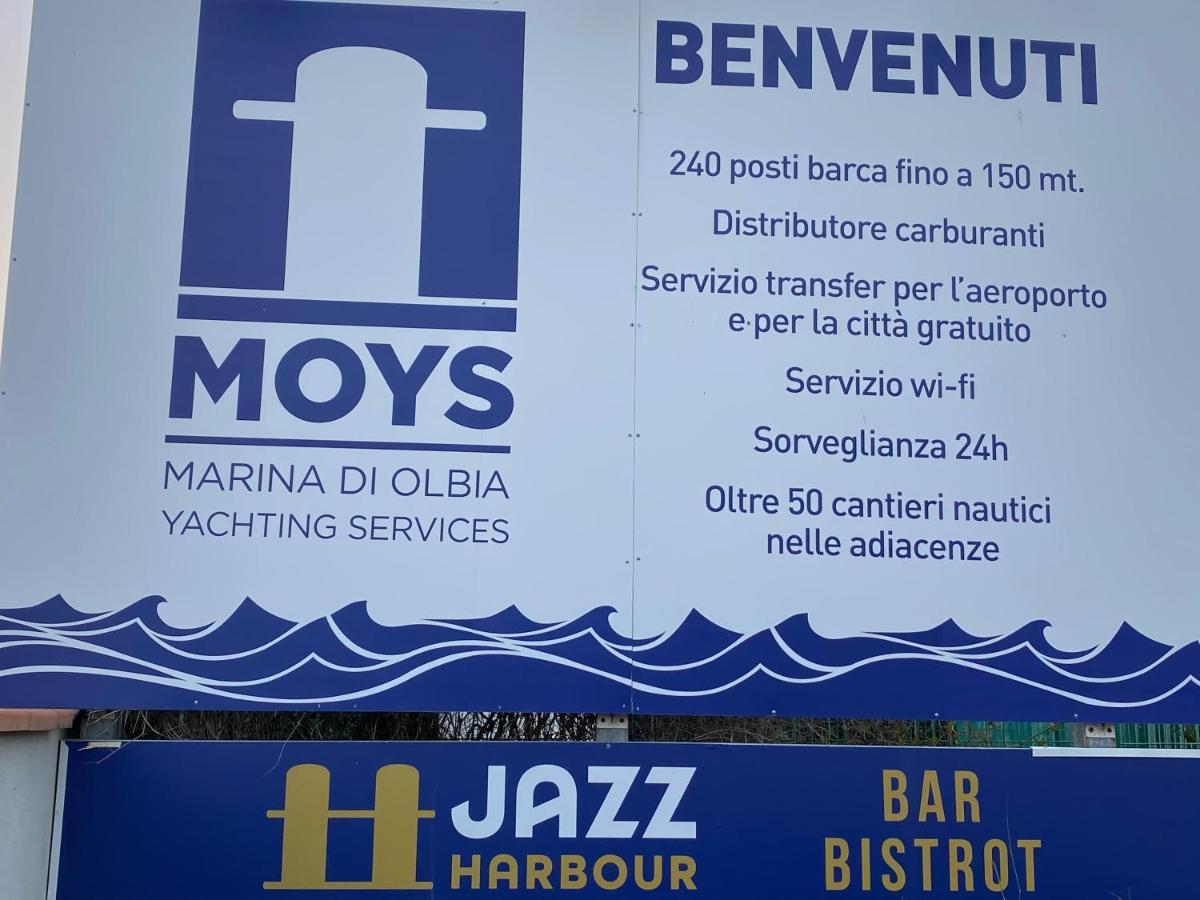 MOYS
MARINA DI OLBIA
YACHTING SERVICES
BENVENUTI
240 posti barca fino a 150 mt.
Distributore carburanti
Servizio transfer per l'aeroporto
e per la città gratuito
Servizio wi-fi
Sorveglianza 24h
Oltre 50 cantieri nautici
nelle adiacenze
JAZZ
HARBOUR
BAR
BISTROT